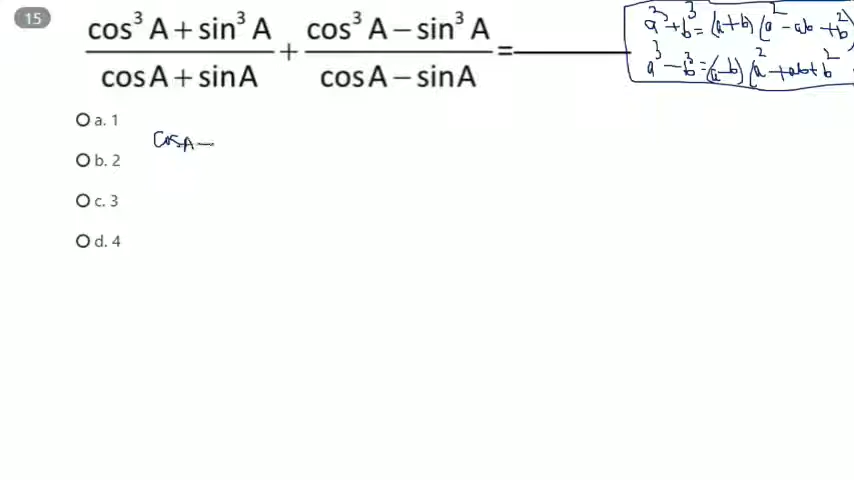 15
cos³ A + sin³ A / cos A + sin A + cos³ A − sin³ A / cos A − sin A = ________
a³ + b³ = (a+b) (a² − ab + b²)
a³ − b³ = (a−b) (a² + ab + b²
a. 1
cos A −
b. 2
c. 3
d. 4